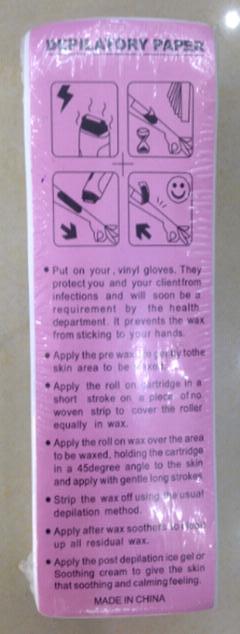 DEPILATORY PAPER
• Put on your, vinyl gloves. They
protect you and your clientfrom
infections and will soon be a
requirement by the health
department. It prevents the wax
from sticking to your hands.
• Apply the pre wax gel by tothe
skin area to be
• Apply the roll on cartridge in a
short stroke on a piece of no
woven strip to cover the roller
equally in wax.
• Apply the roll on wax over the area
to be waxed, holding the cartridge
in a 45degree angle to the skin
and apply with gentle long strokes
• Strip the wax off using the usual
depilation method.
• Apply after wax soothers to
up all residual wax.
• Apply the post depilation ice gel or
Soothing cream to give the skin
that soothing and calming feeling.
MADE IN CHINA